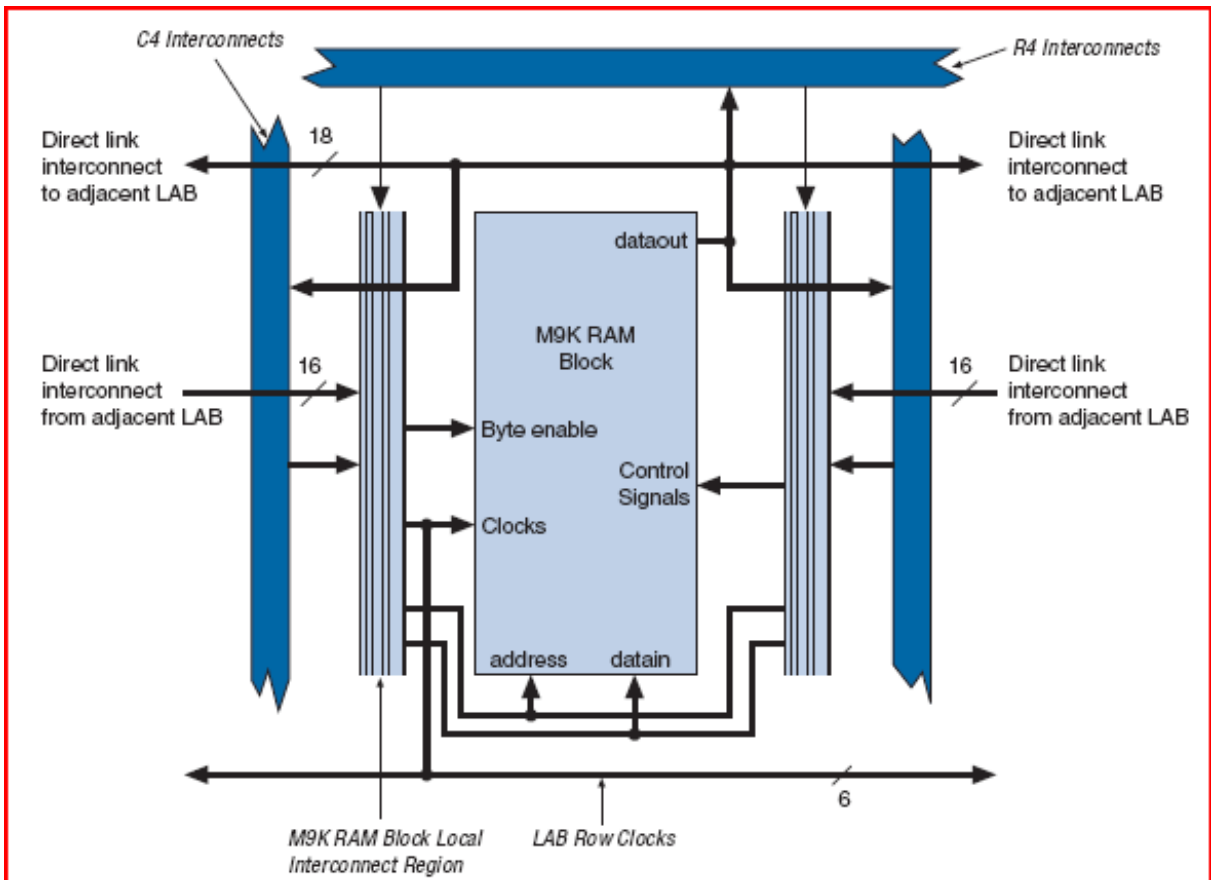 C4 Interconnects
R4 Interconnects
Direct link
interconnect
to adjacent LAB
18
Direct link
interconnect
to adjacent LAB
dataout
M9K RAM
Block
Direct link
interconnect
from adjacent LAB
16
16
Direct link
interconnect
from adjacent LAB
Byte enable
Control
Signals
Clocks
address
datain
6
M9K RAM Block Local
Interconnect Region
LAB Row Clocks